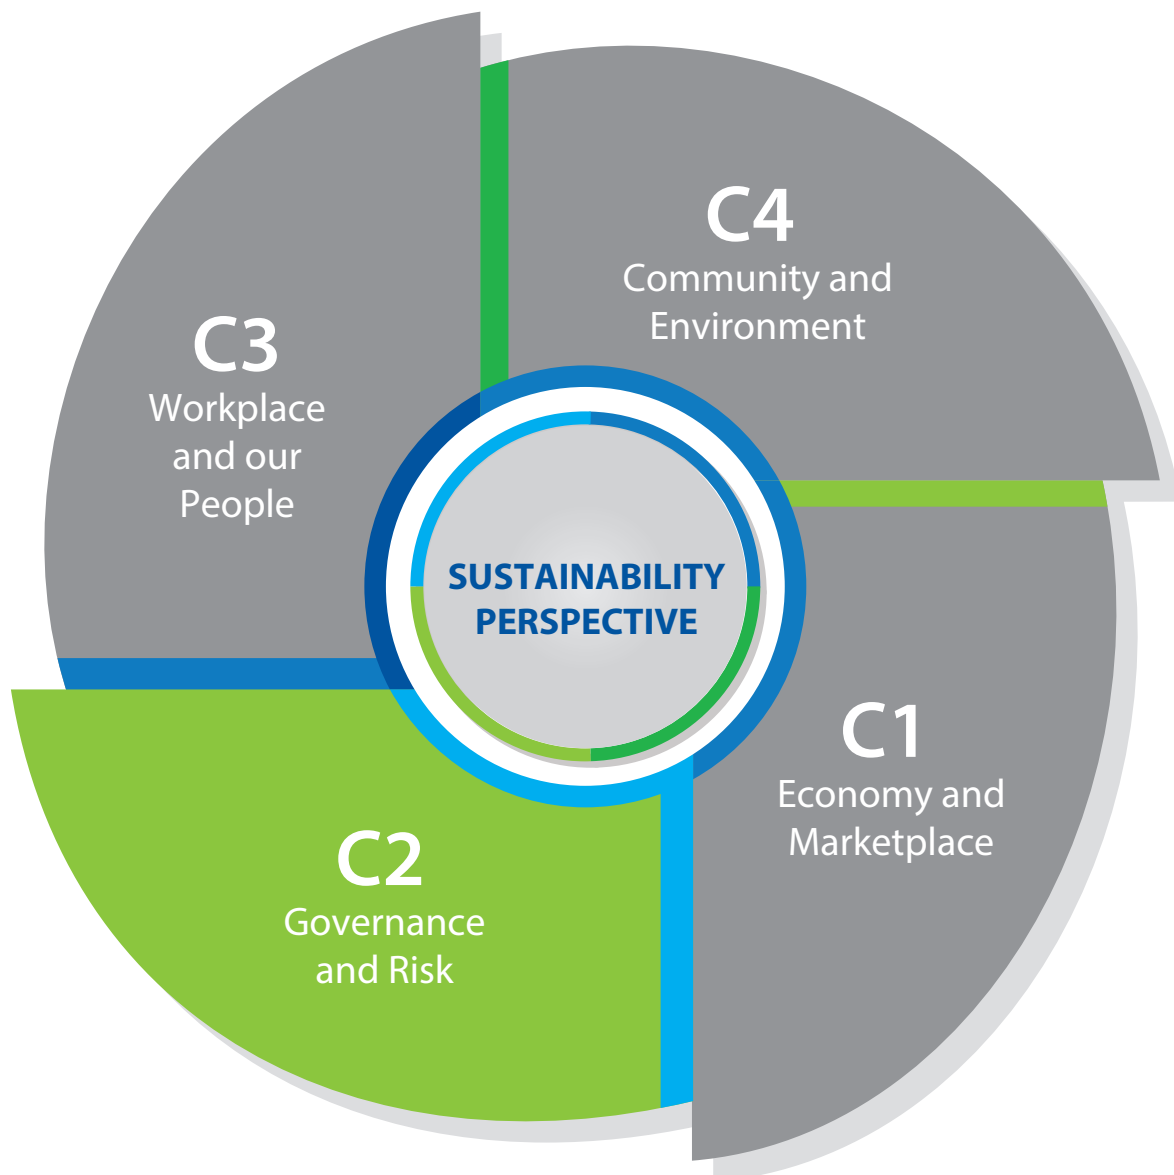 C4
Community and
Environment
C3
Workplace
and our
People
SUSTAINABILITY
PERSPECTIVE
C1
Economy and
Marketplace
C2
Governance
and Risk